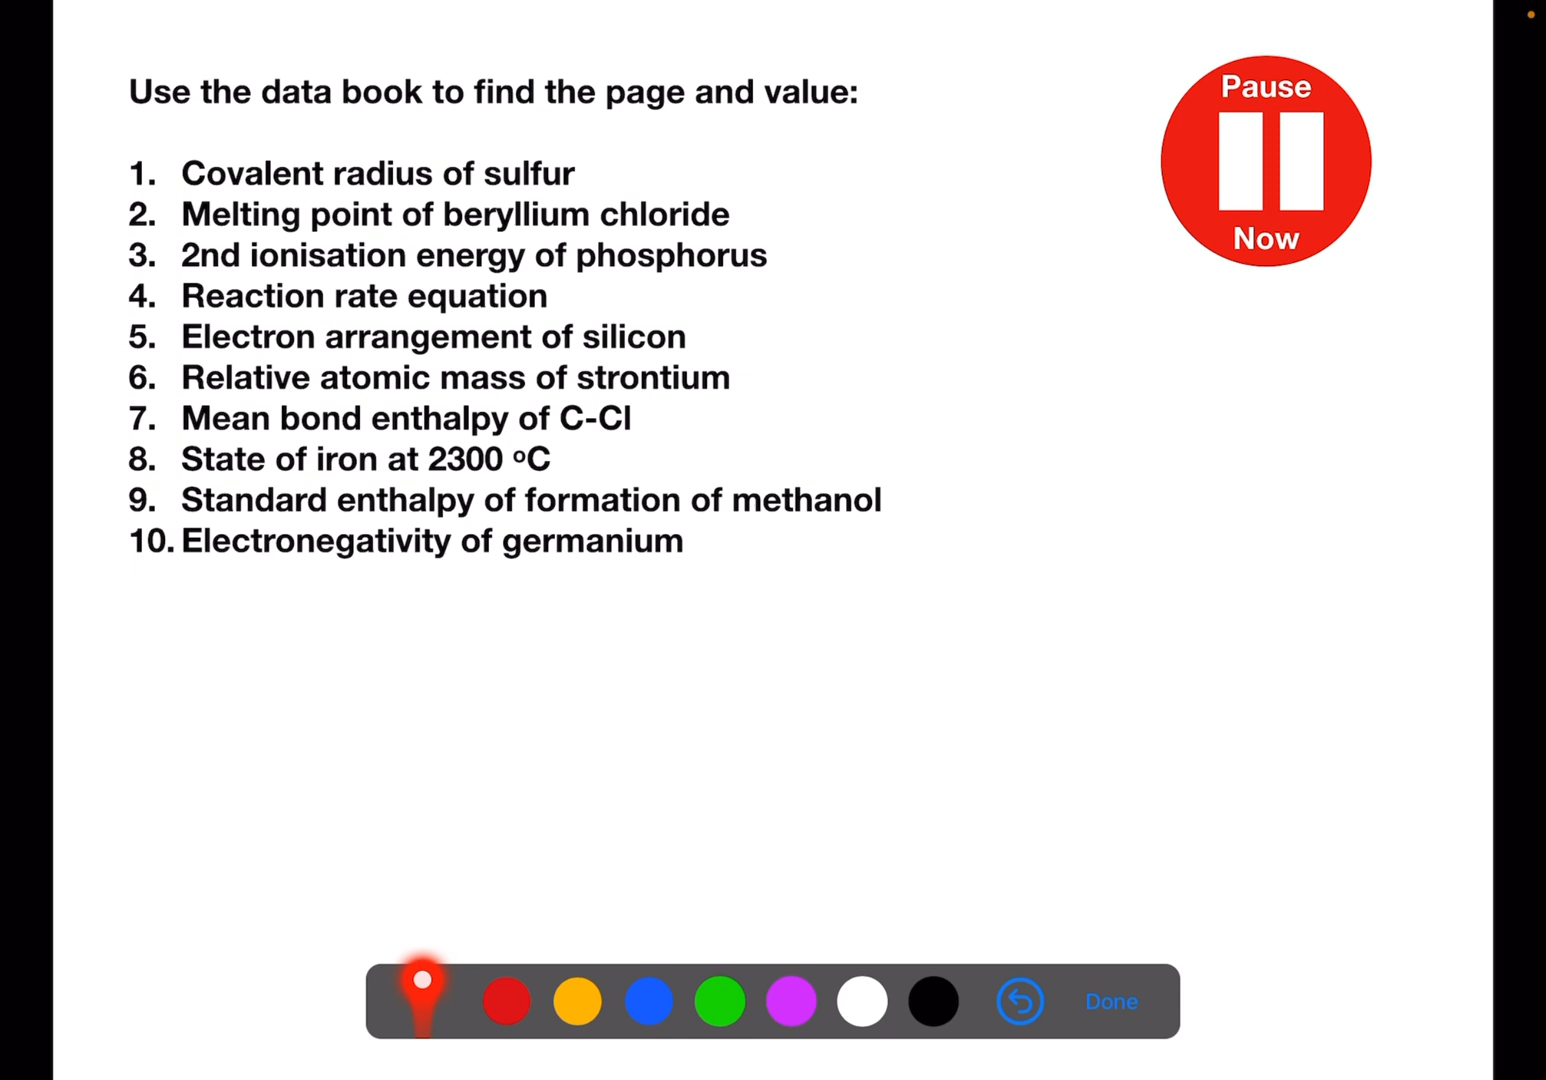 Use the data book to find the page and value:
Pause
Now
1. Covalent radius of sulfur
2. Melting point of beryllium chloride
3. 2nd ionisation energy of phosphorus
4. Reaction rate equation
5. Electron arrangement of silicon
6. Relative atomic mass of strontium
7. Mean bond enthalpy of C-Cl
8. State of iron at 2300 ºC
9. Standard enthalpy of formation of methanol
10. Electronegativity of germanium
Done